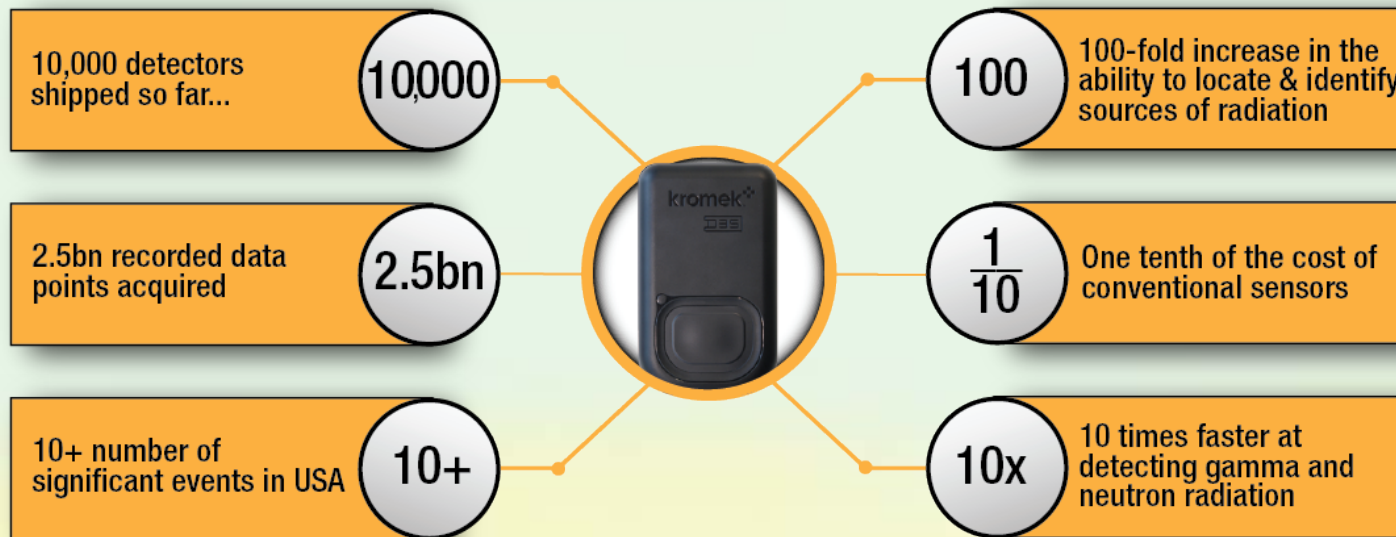 10,000 detectors
shipped so far...
10,000
2.5bn recorded data
points acquired
2.5bn
10+ number of
significant events in USA
10+
kromek
D3S
100
100-fold increase in the
ability to locate & identify
sources of radiation
1
10
One tenth of the cost of
conventional sensors
10x
10 times faster at
detecting gamma and
neutron radiation